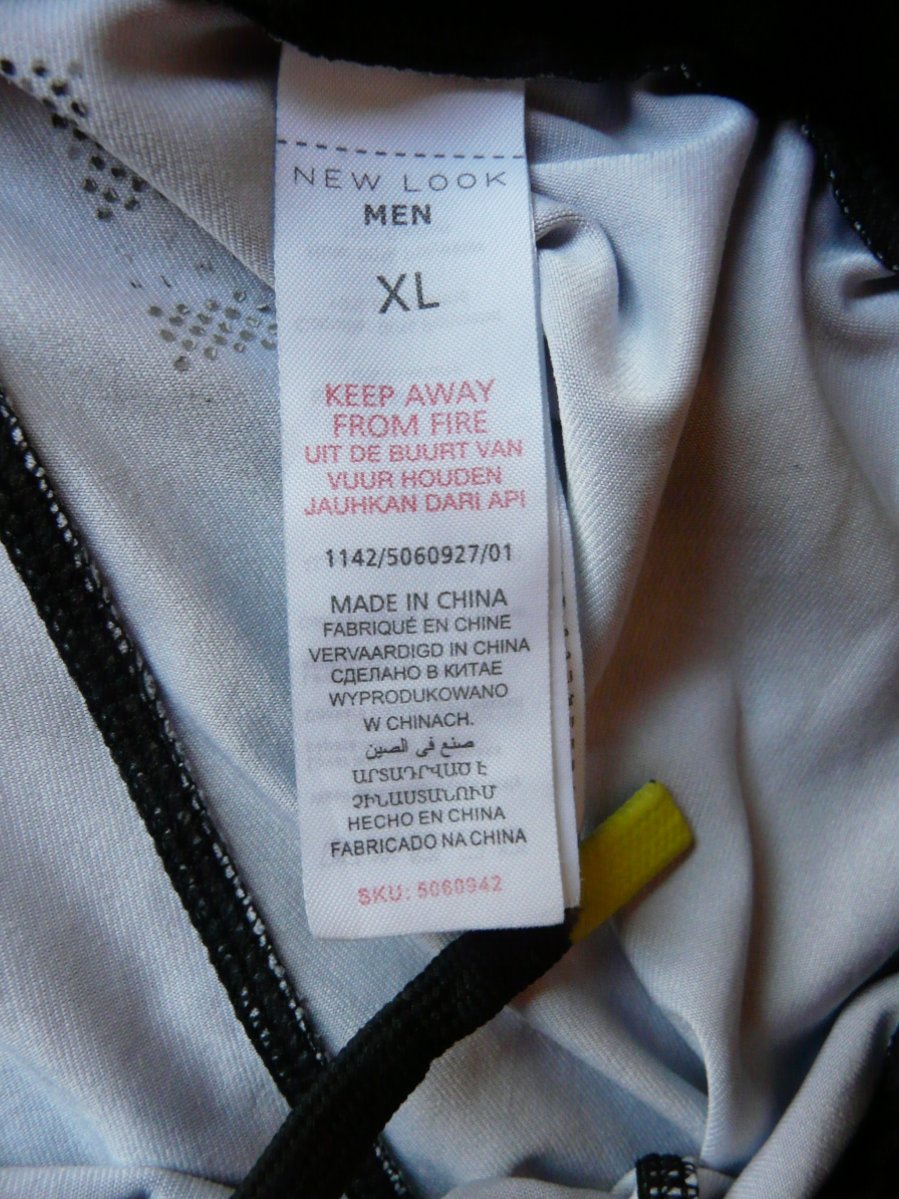 NEW LOOK
MEN
XL
KEEP AWAY
FROM FIRE
UIT DE BUURT VAN
VUUR HOUDEN
JAUHKAN DARI API
1142/5060927/01
MADE IN CHINA
FABRIQUÉ EN CHINE
VERVAARDIGD IN CHINA
СДЕЛАНО В КИТАЕ
WYPRODUKOWANO
W CHINACH.
صنع في الصين
ԱՐՏԱԴՐՎԱԾ Է
ՉԻՆԱՍՏԱՆՈՒՄ
HECHO EN CHINA
FABRICADO NA CHINA
SKU: 5060942